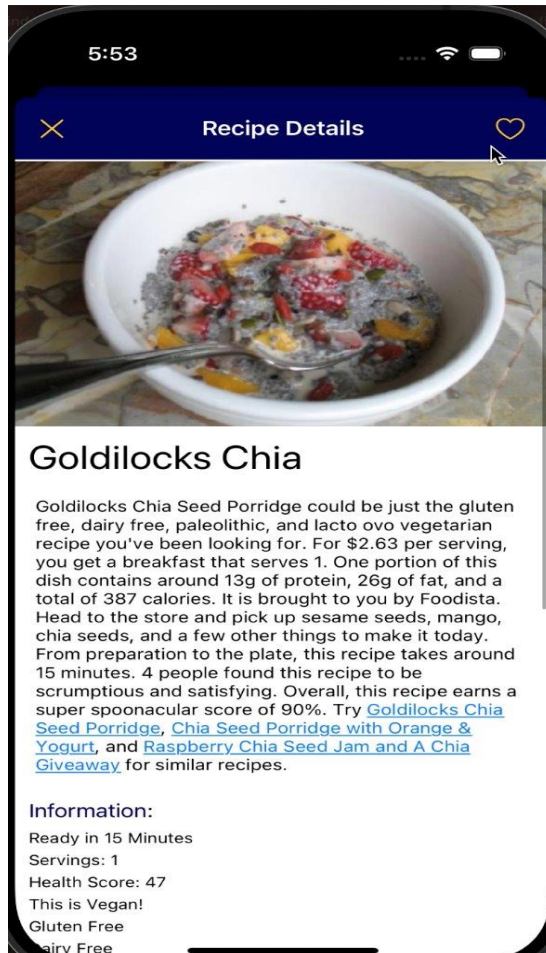 5:53
Recipe Details
Goldilocks Chia
Goldilocks Chia Seed Porridge could be just the gluten
free, dairy free, paleolithic, and lacto ovo vegetarian
recipe you've been looking for. For $2.63 per serving,
you get a breakfast that serves 1. One portion of this
dish contains around 13g of protein, 26g of fat, and a
total of 387 calories. It is brought to you by Foodista.
Head to the store and pick up sesame seeds, mango,
chia seeds, and a few other things to make it today.
From preparation to the plate, this recipe takes around
15 minutes. 4 people found this recipe to be
scrumptious and satisfying. Overall, this recipe earns a
super spoonacular score of 90%. Try Goldilocks Chia
Seed Porridge, Chia Seed Porridge with Orange &
Yogurt, and Raspberry Chia Seed Jam and A Chia
Giveaway for similar recipes.
Information:
Ready in 15 Minutes
Servings: 1
Health Score: 47
This is Vegan!
Gluten Free
Dairy Free